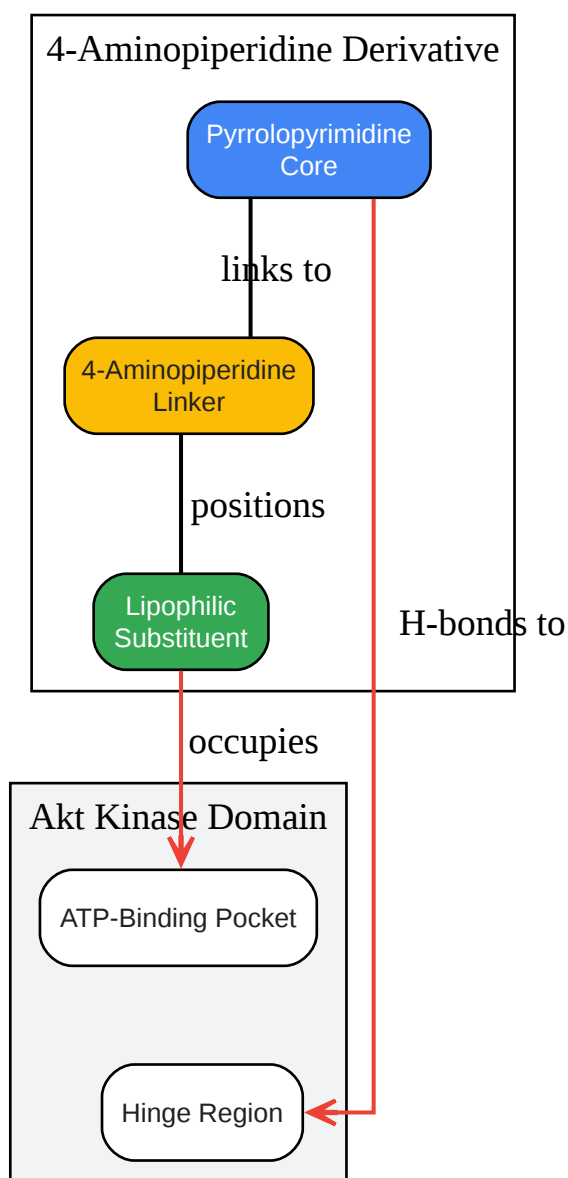 4-Aminopiperidine Derivative
Pyrrolopyrimidine
Core
links to
4-Aminopiperidine
Linker
positions
Lipophilic
Substituent
H-bonds to
occupies
Akt Kinase Domain
ATP-Binding Pocket
Hinge Region